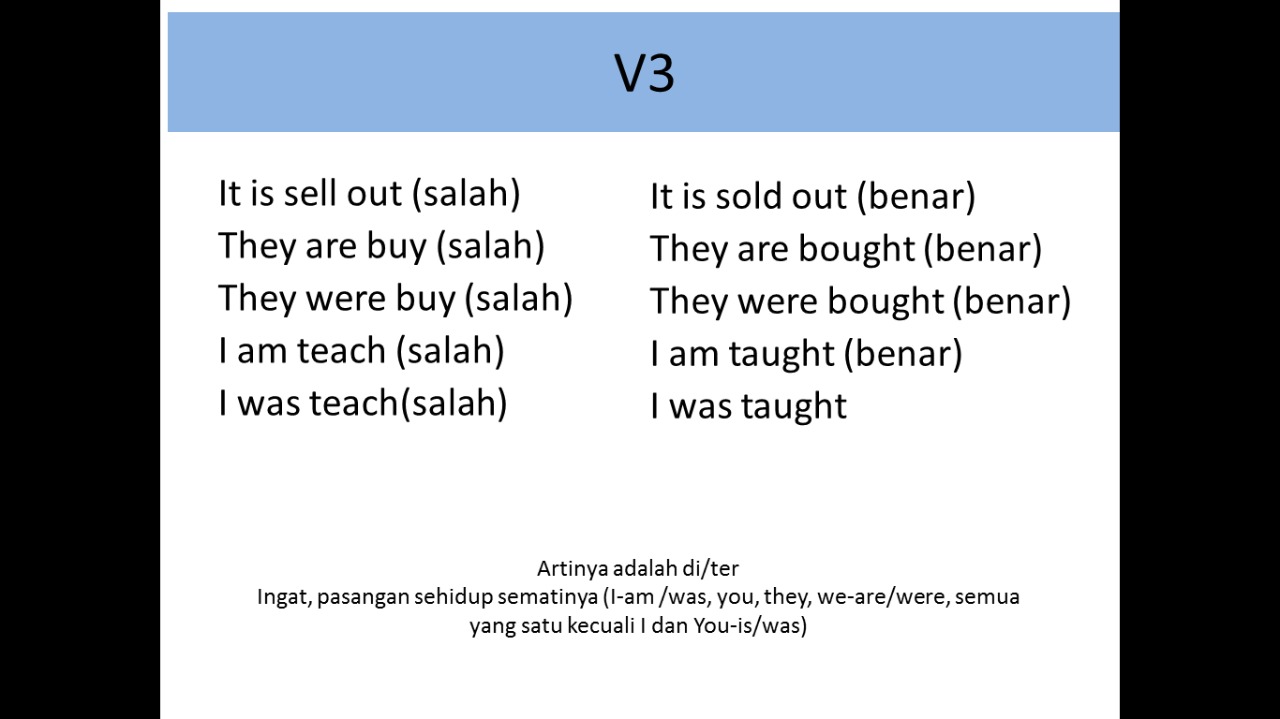 V3
It is sell out (salah)
They are buy (salah)
They were buy (salah)
I am teach (salah)
I was teach(salah)
It is sold out (benar)
They are bought (benar)
They were bought (benar)
I am taught (benar)
I was taught
Artinya adalah di/ter
Ingat, pasangan sehidup sematinya (I-am /was, you, they, we-are/were, semua
yang satu kecuali I dan You-is/was)